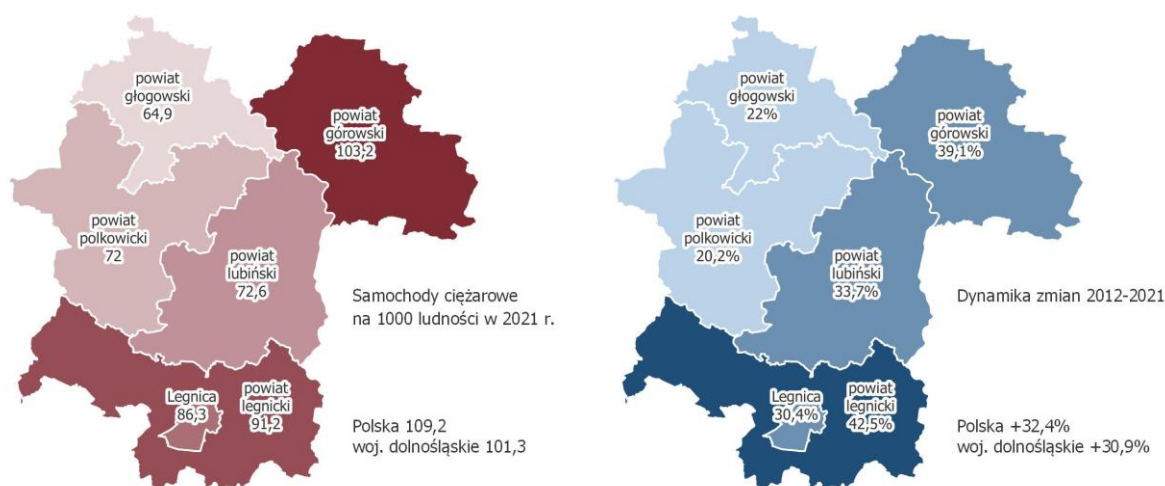 powiat
głogowski
64,9
powiat
górowski
103,2
powiat
polkowicki
72
powiat
lubiński
72,6
Samochody ciężarowe
na 1000 ludności w 2021 r.
Legnica
86,3
powiat
legnicki
91,2
Polska 109,2
woj. dolnośląskie 101,3
powiat
głogowski
22%
powiat
górowski
39,1%
powiat
polkowicki
20,2%
powiat
lubiński
33,7%
Dynamika zmian 2012-2021
Legnica
30,4%
powiat
legnicki
42,5%
Polska +32,4%
woj. dolnośląskie +30,9%